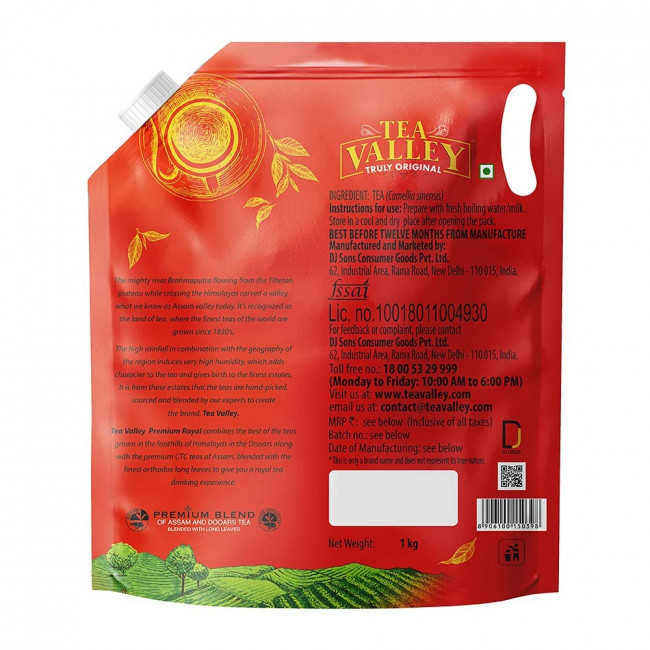 TEA
VALLEY
TRULY ORIGINAL
INGREDIENT: TEA (Camellia sinensis)
Instructions for use: Prepare with fresh boiling water/milk.
Store in a cool and dry place after opening the pack.
BEST BEFORE TWELVE MONTHS FROM MANUFACTURE
Manufactured and Marketed by:
DJ Sons Consumer Goods Pvt. Ltd.
62, Industrial Area, Rama Road, New Delhi - 110 015, India.
fssai
Lic. no.10018011004930
For feedback or complaint, please contact
DJ Sons Consumer Goods Pvt. Ltd.
62, Industrial Area, Rama Road, New Delhi - 110015, India.
Toll free no.: 18 00 53 29 999
(Monday to Friday: 10:00 AM to 6:00 PM)
Visit us at: www.teavalley.com
email us at: contact@teavalley.com
MRP ₹: see below (Inclusive of all taxes)
Batch no.: see below
Date of Manufacturing: see below
*This is only a brand name and does not represent its true nature.
Net Weight: 1 kg
The mighty river Brahmaputra flowing from the Tibetan
plateau while crossing the Himalayas carved a valley,
what we know as Assam valley today. It's recognized as
the land of tea, where the finest teas of the world are
grown since 1830's.
The high rainfall in combination with the geography of
the region induces very high humidity, which adds
character to the tea and gives birth to the finest estates.
It is from these estates that the teas are hand-picked,
sourced and blended by our experts to create
the brand, Tea Valley.
Tea Valley Premium Royal combines the best of the teas
grown in the foothills of Himalayas in the Dooars along
with the premium CTC teas of Assam, blended with the
finest orthodox long leaves to give you a royal tea
drinking experience.
PREMIUM BLEND
OF ASSAM AND DOOARS TEA
BLENDED WITH LONG LEAVES
DJ
8906100150398